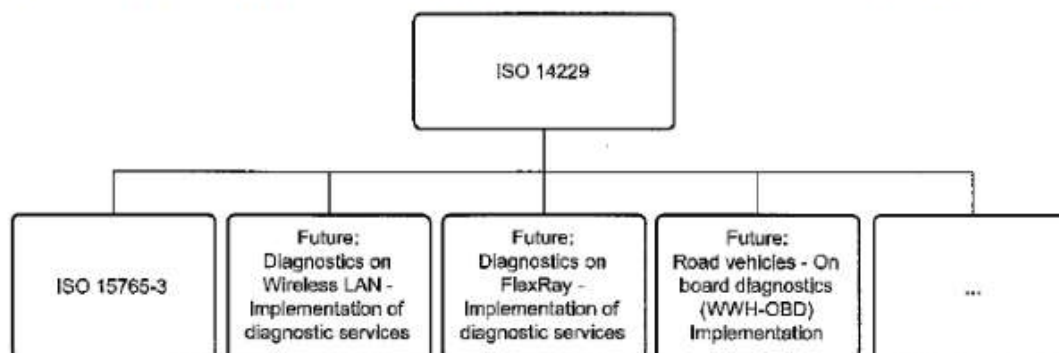 ISO 14229
ISO 15765-3
Future:
Diagnostics on
Wireless LAN -
Implementation of
diagnostic services
Future:
Diagnostics on
FlexRay -
Implementation of
diagnostic services
Future:
Road vehicles - On
board diagnostics
(WWH-OBD)
Implementation
...